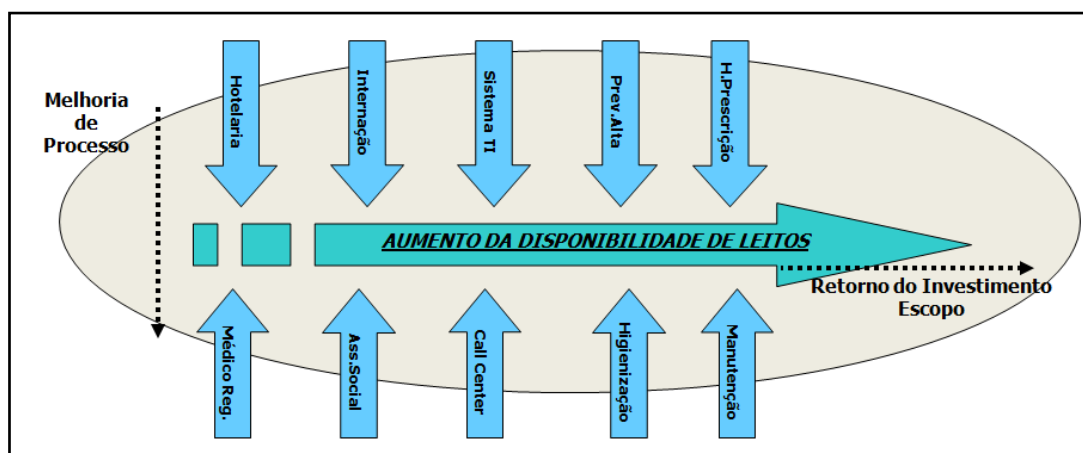 Melhoria
de
Processo
Hotelaria
Internação
Sistema TI
Prev.Alta
H.Prescrição
AUMENTO DA DISPONIBILIDADE DE LEITOS
Retorno do Investimento
Escopo
Médico Reg.
Ass.Social
Call Center
Higienização
Manutenção